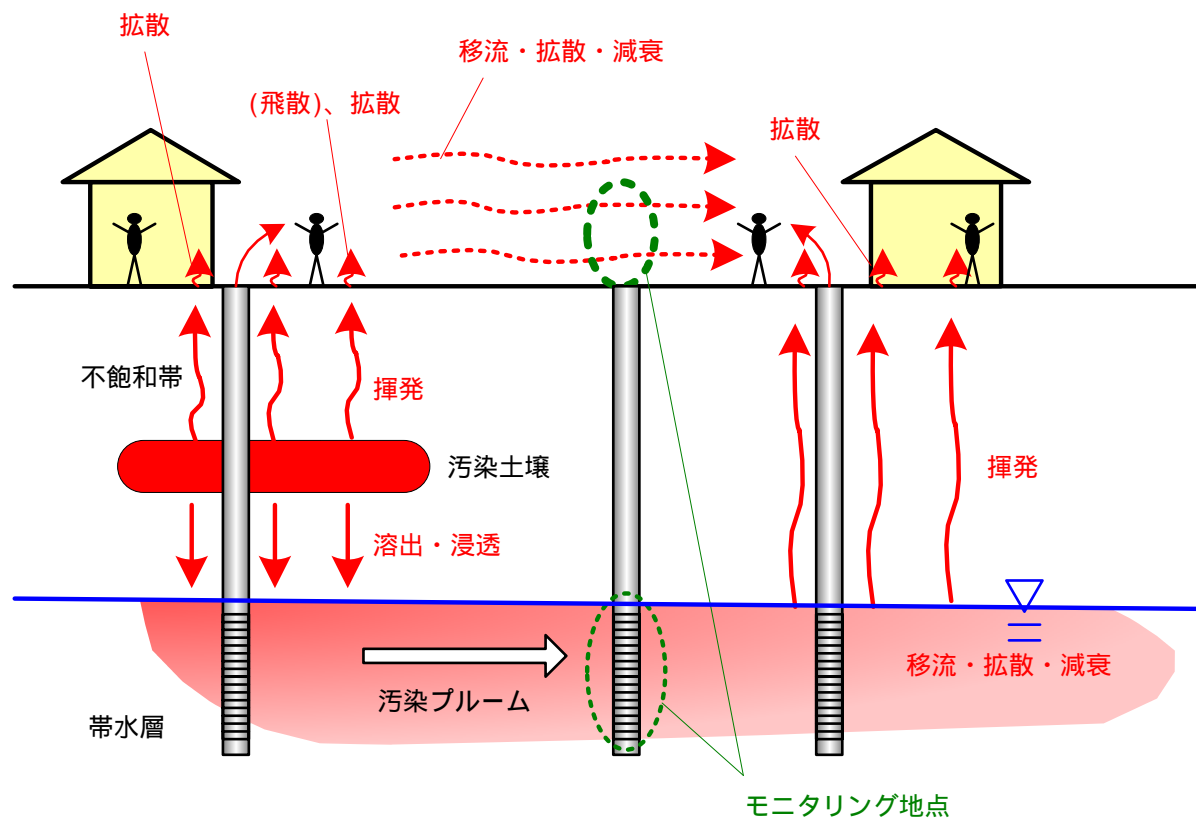 拡散
移流・拡散・減衰
(飛散)、拡散
拡散
不飽和帯
揮発
汚染土壌
揮発
溶出・浸透
移流・拡散・減衰
汚染プルーム
帯水層
モニタリング地点